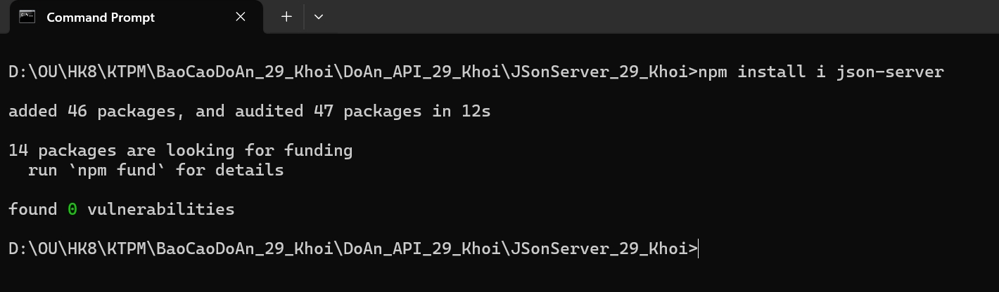 Command Prompt
D:\OU\HK8\KTPM\BaoCaoDoAn_29_Khoi\DoAn_API_29_Khoi\JSonServer_29_Khoi>npm install i json-server
added 46 packages, and audited 47 packages in 12s
14 packages are looking for funding
  run `npm fund` for details
found 0 vulnerabilities
D:\OU\HK8\KTPM\BaoCaoDoAn_29_Khoi\DoAn_API_29_Khoi\JSonServer_29_Khoi>